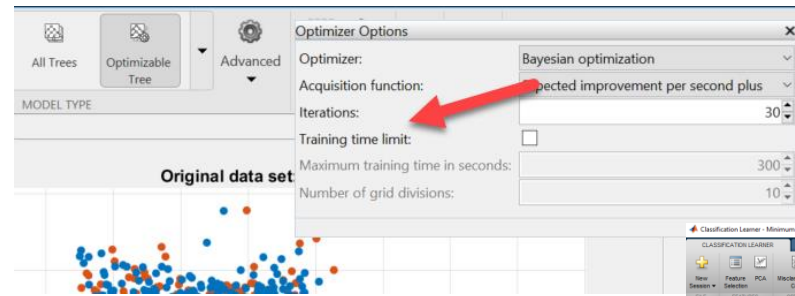 Optimizer Options
All Trees
Optimizable
Tree
Advanced
MODEL TYPE
Optimizer:
Bayesian optimization
Acquisition function:
pected improvement per second plus
Iterations:
30
Training time limit:
Maximum training time in seconds:
300
Number of grid divisions:
10
Original data set:
Classification Learner - Minimum
CLASSIFICATION LEARNER
New
Session
Feature
Selection
PCA